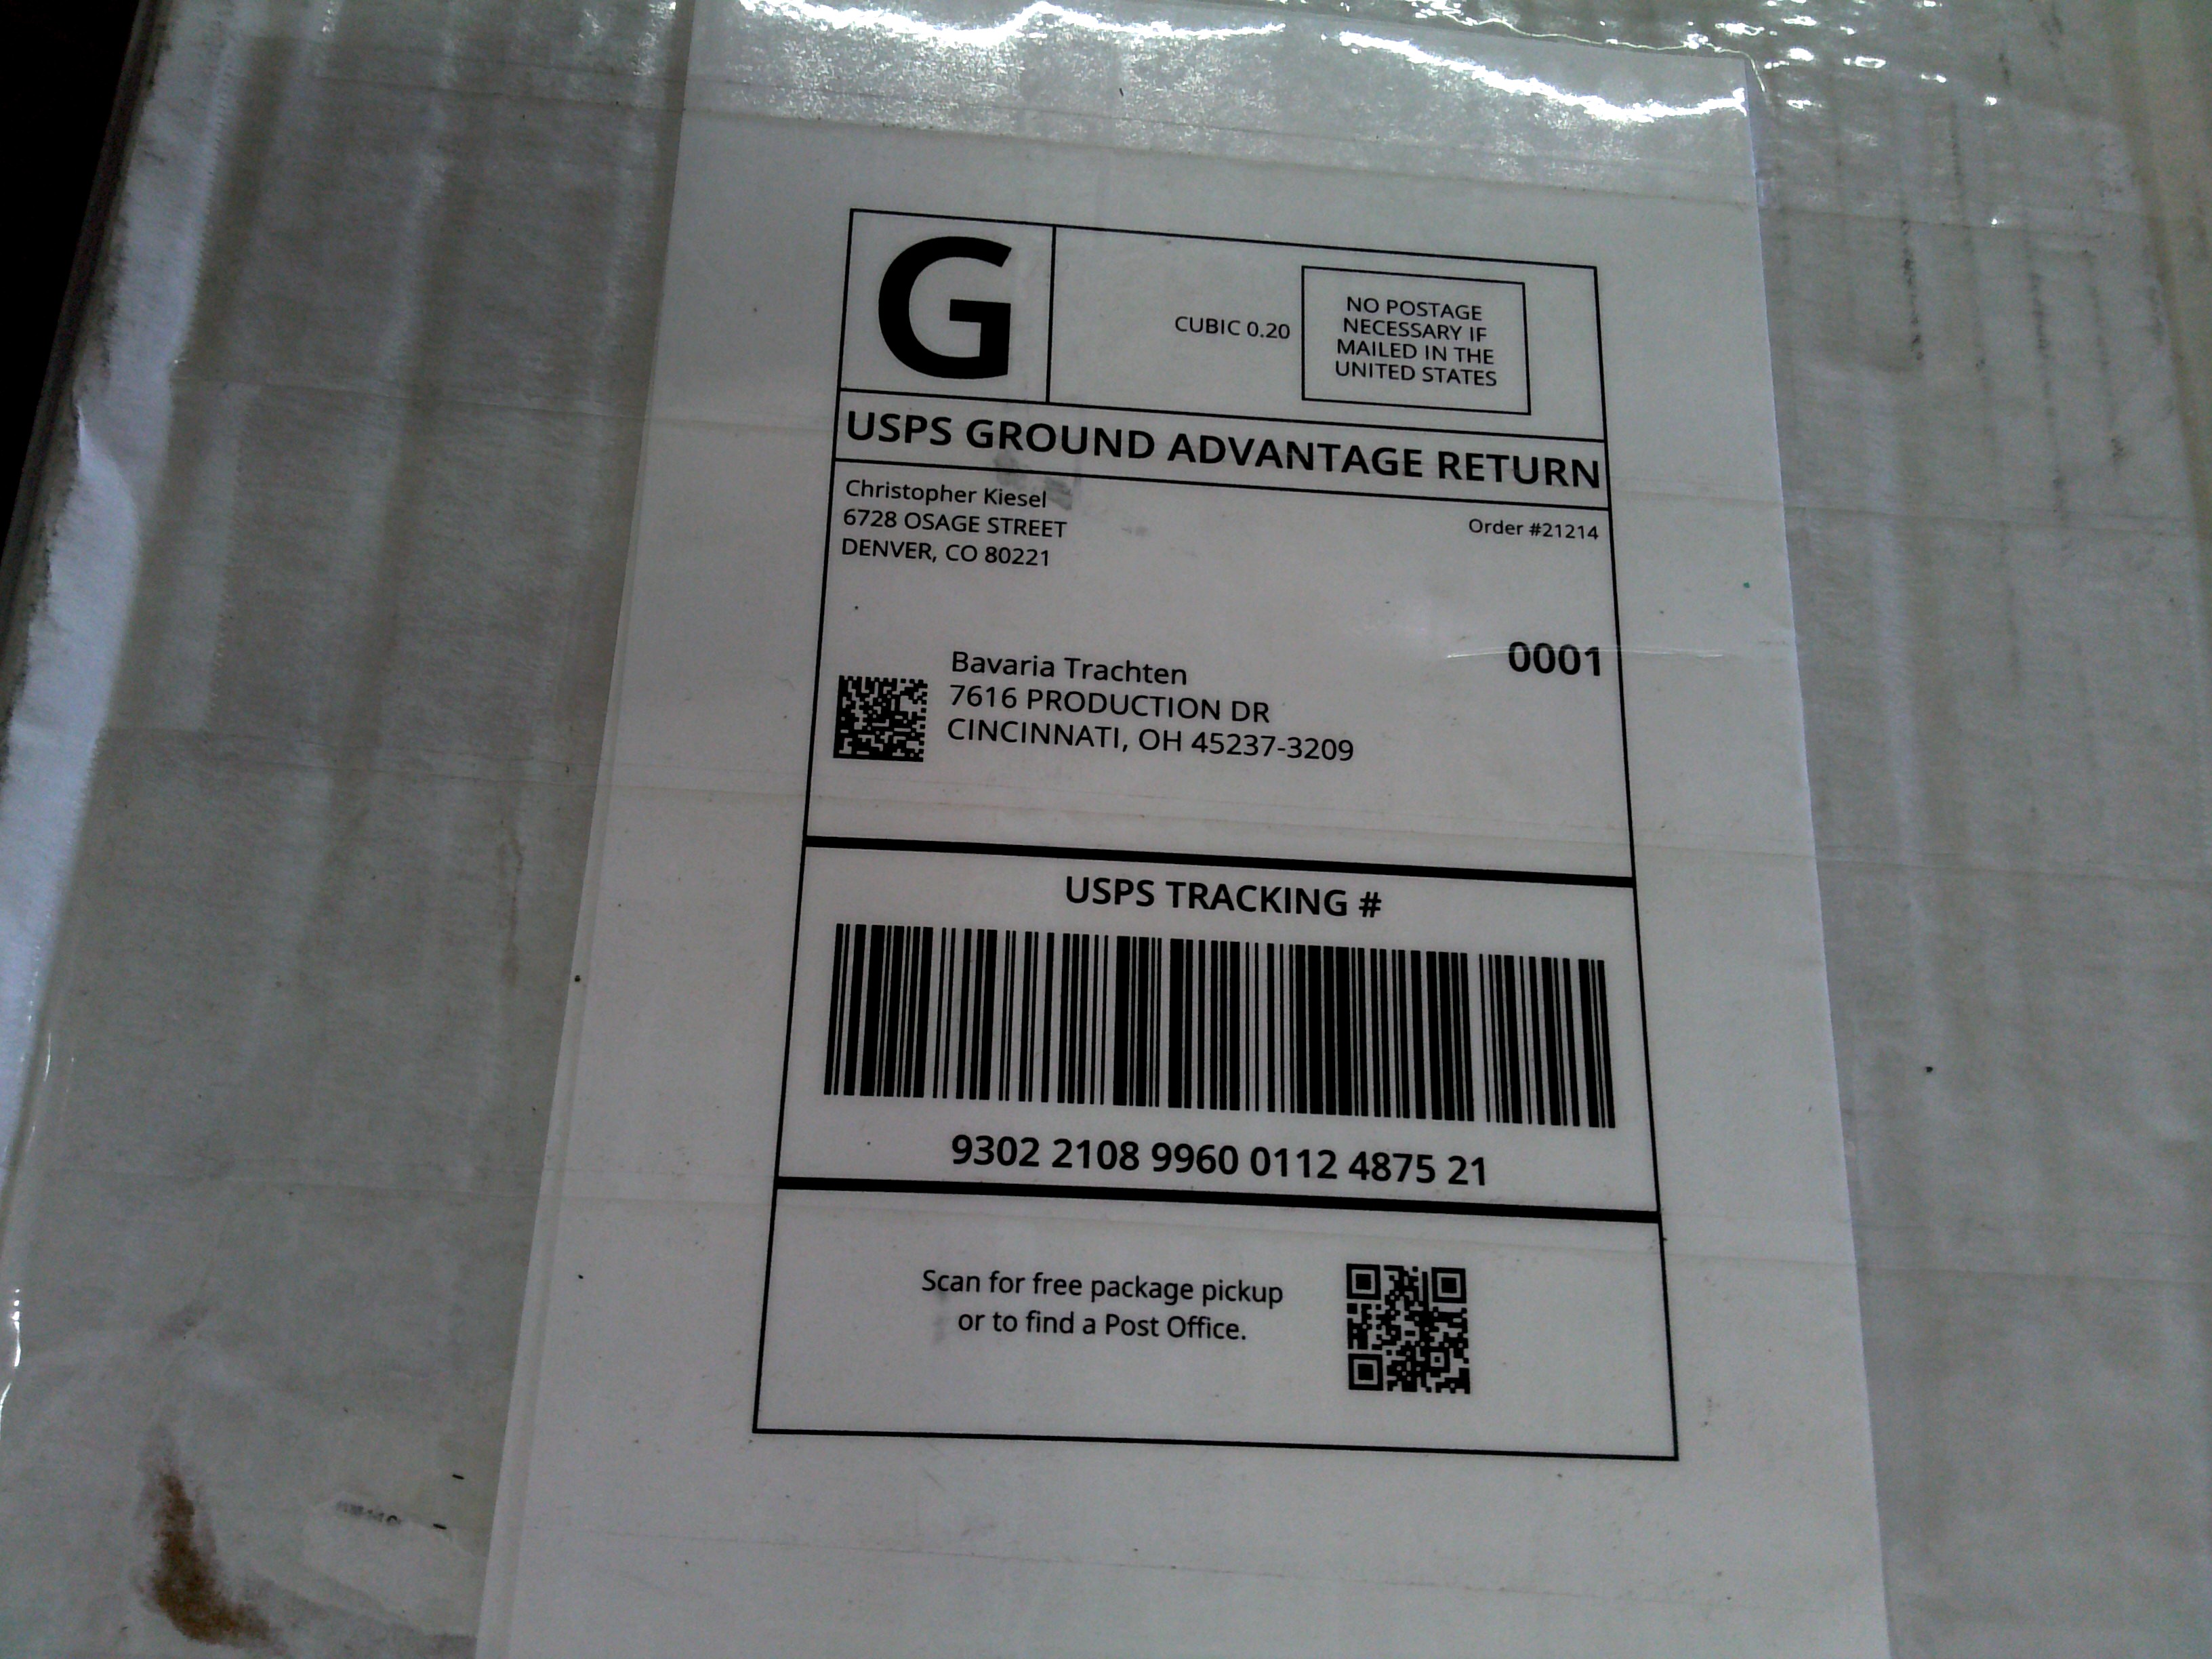 G
CUBIC 0.20
NO POSTAGE
NECESSARY IF
MAILED IN THE
UNITED STATES
USPS GROUND ADVANTAGE RETURN
Christopher Kiesel
6728 OSAGE STREET
DENVER, CO 80221
Order #21214
0001
Bavaria Trachten
7616 PRODUCTION DR
CINCINNATI, OH 45237-3209
USPS TRACKING #
9302 2108 9960 0112 4875 21
Scan for free package pickup
or to find a Post Office.